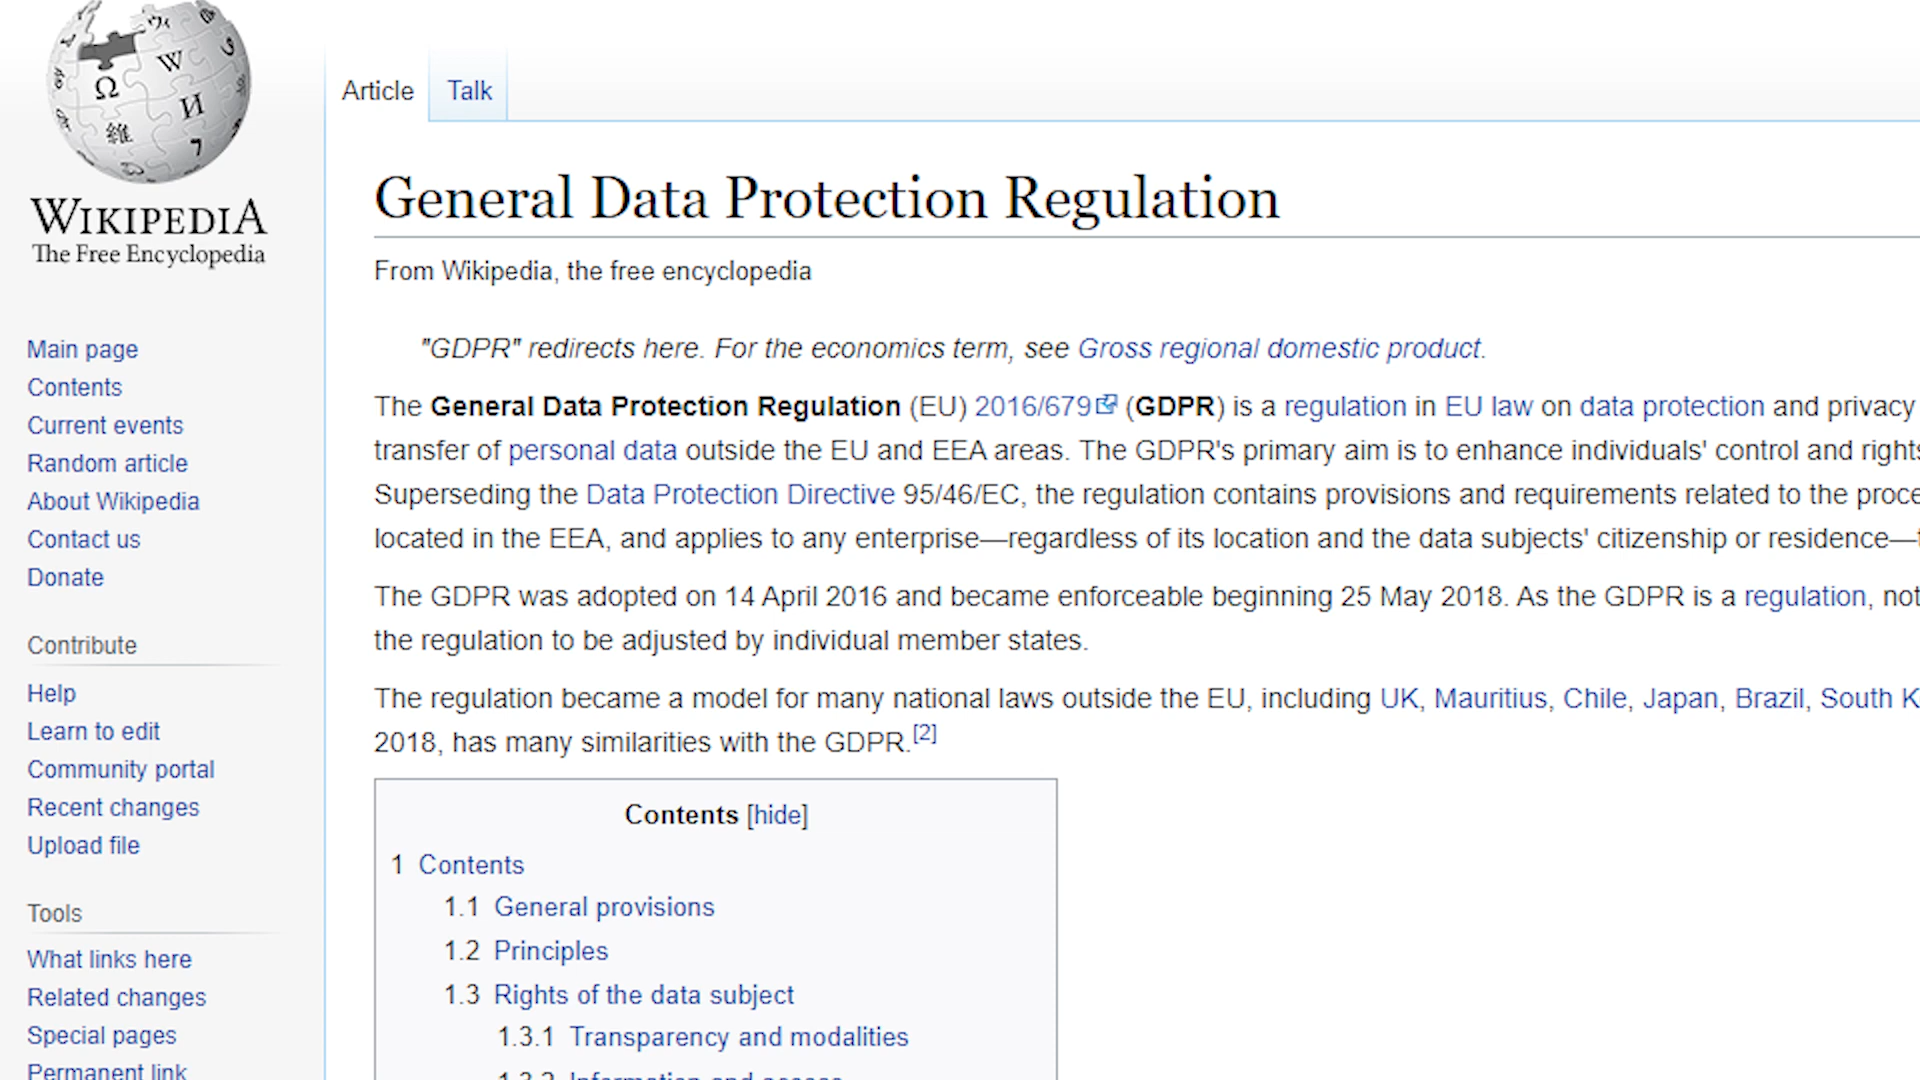 WIKIPEDIA
The Free Encyclopedia
Main page
Contents
Current events
Random article
About Wikipedia
Contact us
Donate
Contribute
Help
Learn to edit
Community portal
Recent changes
Upload file
Tools
What links here
Related changes
Special pages
Permanent link
Article Talk
General Data Protection Regulation
From Wikipedia, the free encyclopedia
"GDPR" redirects here. For the economics term, see Gross regional domestic product.
The General Data Protection Regulation (EU) 2016/679 (GDPR) is a regulation in EU law on data protection and privacy
transfer of personal data outside the EU and EEA areas. The GDPR's primary aim is to enhance individuals' control and rights
Superseding the Data Protection Directive 95/46/EC, the regulation contains provisions and requirements related to the proce
located in the EEA, and applies to any enterprise—regardless of its location and the data subjects' citizenship or residence—
The GDPR was adopted on 14 April 2016 and became enforceable beginning 25 May 2018. As the GDPR is a regulation, not
the regulation to be adjusted by individual member states.
The regulation became a model for many national laws outside the EU, including UK, Mauritius, Chile, Japan, Brazil, South K
2018, has many similarities with the GDPR.[2]
Contents [hide]
1 Contents
1.1 General provisions
1.2 Principles
1.3 Rights of the data subject
1.3.1 Transparency and modalities
1.3.2 Information and access